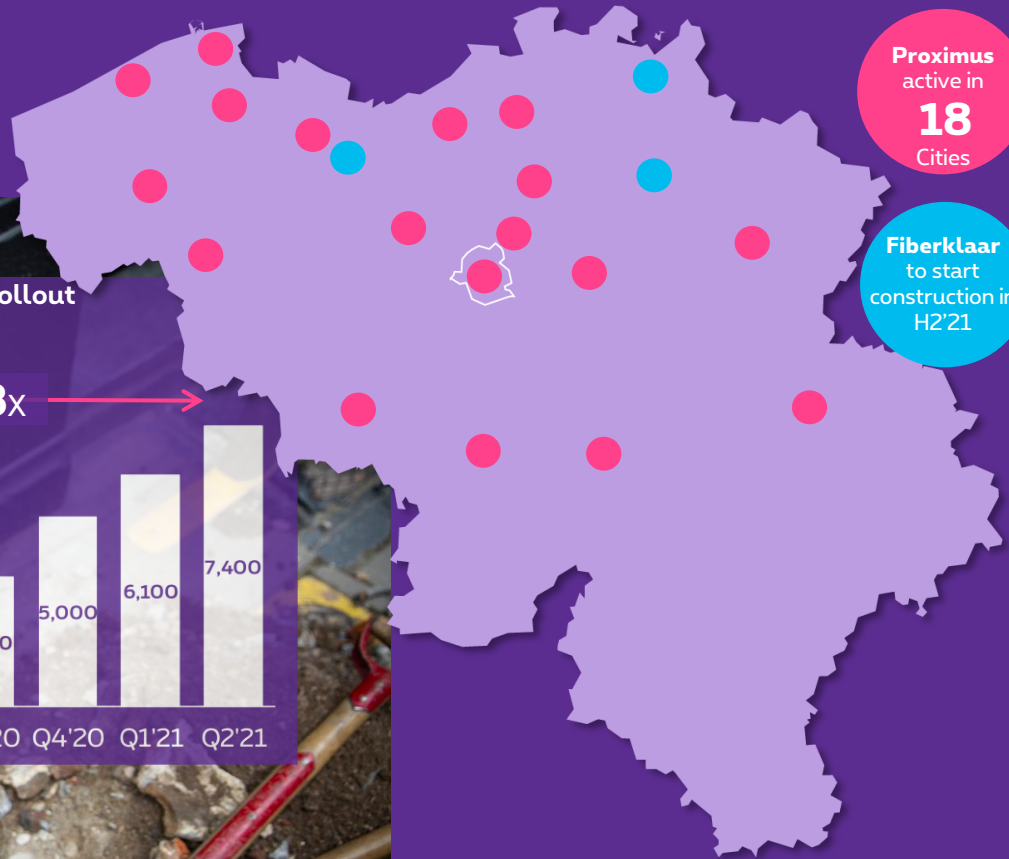 Proximus
active in
18
Cities
Fiberklaar
to start
construction in
H2’21
7,400
6,100
5,000
Q4’20 Q1’21 Q2’21